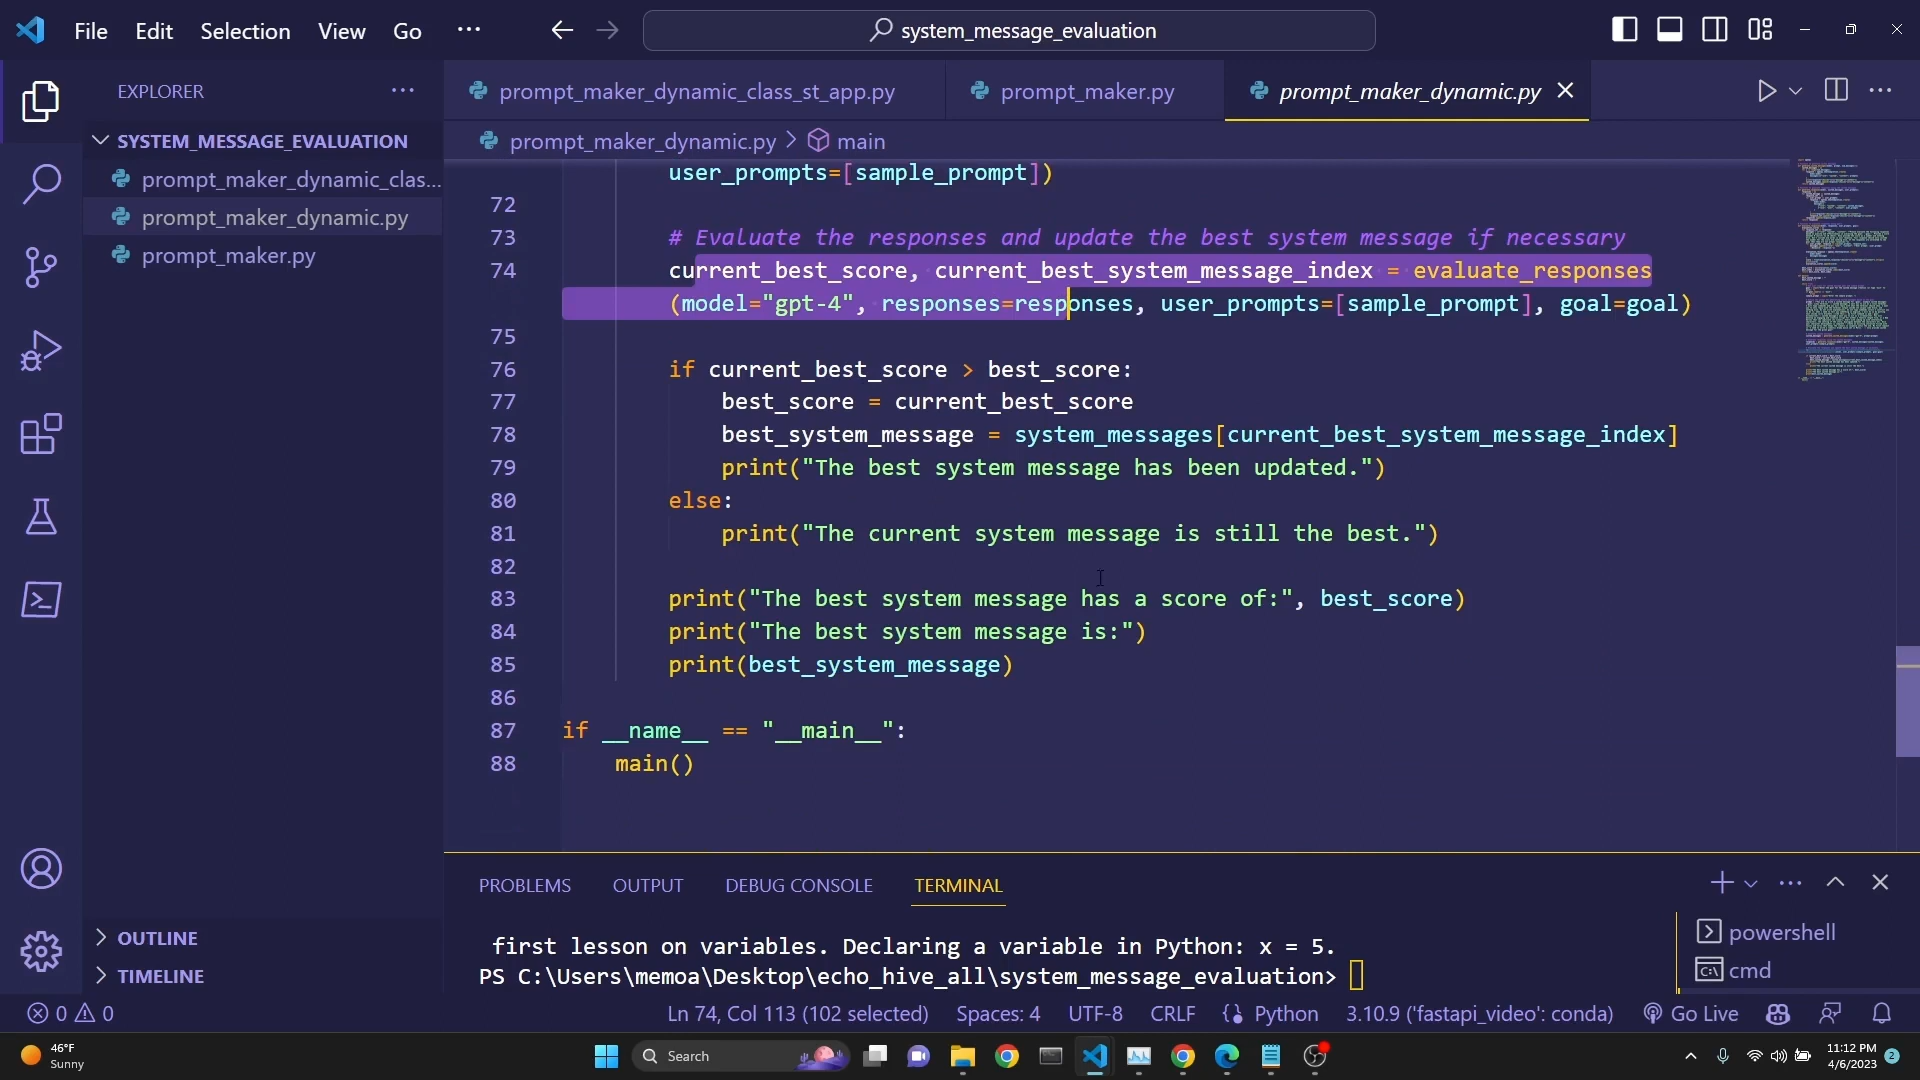 File Edit Selection View Go ··· system_message_evaluation
EXPLORER ···
prompt_maker_dynamic_class_st_app.py prompt_maker.py prompt_maker_dynamic.py
SYSTEM_MESSAGE_EVALUATION
prompt_maker_dynamic_clas...
prompt_maker_dynamic.py
prompt_maker.py
prompt_maker_dynamic.py > main
user_prompts=[sample_prompt])
72
73 # Evaluate the responses and update the best system message if necessary
74 current_best_score, current_best_system_message_index = evaluate_responses
(model="gpt-4", responses=responses, user_prompts=[sample_prompt], goal=goal)
75
76 if current_best_score > best_score:
77 best_score = current_best_score
78 best_system_message = system_messages[current_best_system_message_index]
79 print("The best system message has been updated.")
80 else:
81 print("The current system message is still the best.")
82
83 print("The best system message has a score of:", best_score)
84 print("The best system message is:")
85 print(best_system_message)
86
87 if __name__ == "__main__":
88 main()
OUTLINE
TIMELINE
PROBLEMS OUTPUT DEBUG CONSOLE TERMINAL
first lesson on variables. Declaring a variable in Python: x = 5.
PS C:\Users\memoa\Desktop\echo_hive_all\system_message_evaluation>
powershell
cmd
0 0 Ln 74, Col 113 (102 selected) Spaces: 4 UTF-8 CRLF Python 3.10.9 ('fastapi_video': conda) Go Live
46°F
Sunny
Search
11:12 PM
4/6/2023
2